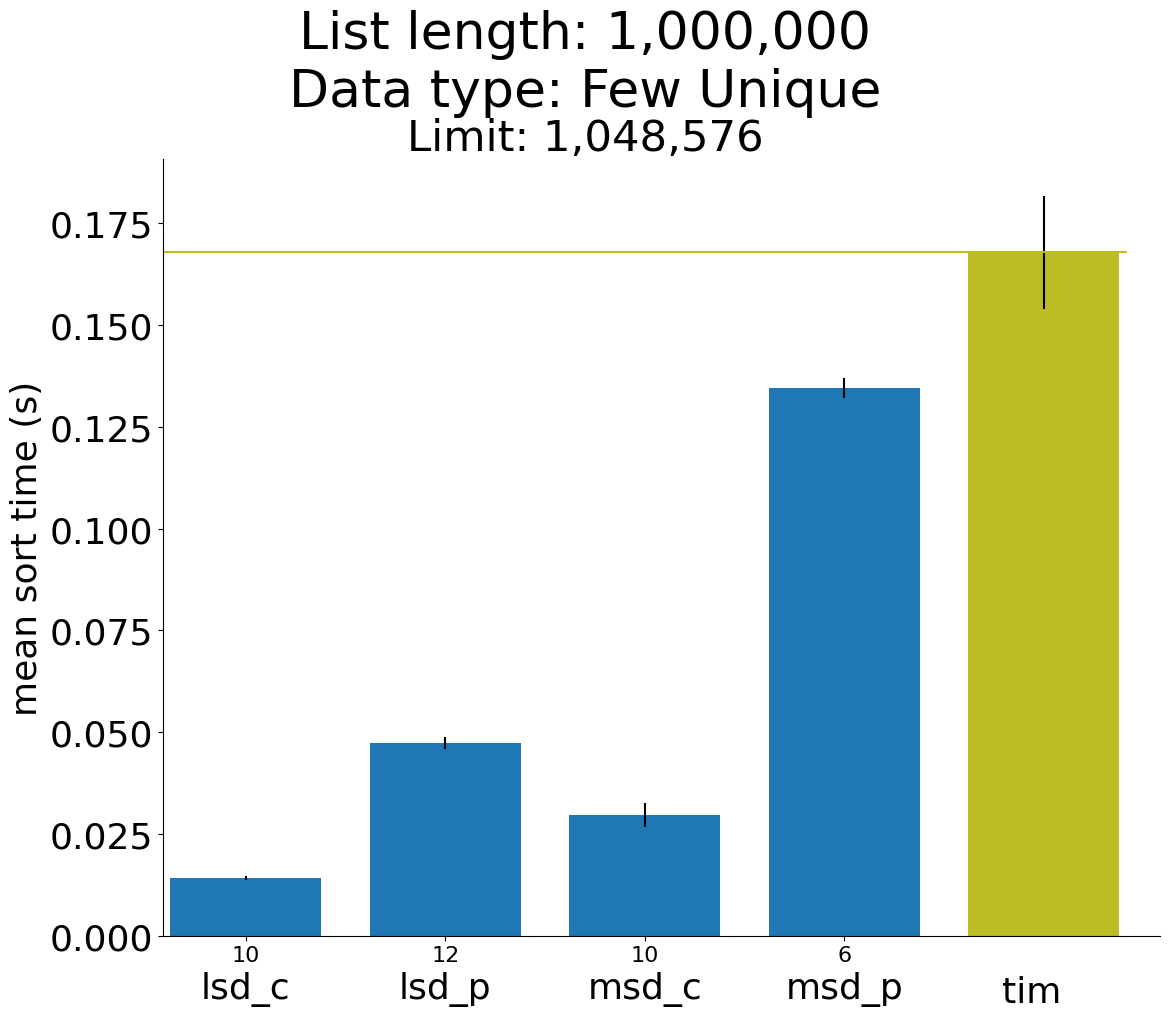 List length: 1,000,000
Data type: Few Unique
Limit: 1,048,576
mean sort time (s)
0.175
0.150
0.125
0.100
0.075
0.050
0.025
0.000
10 12 10 6
lsd_c lsd_p msd_c msd_p tim